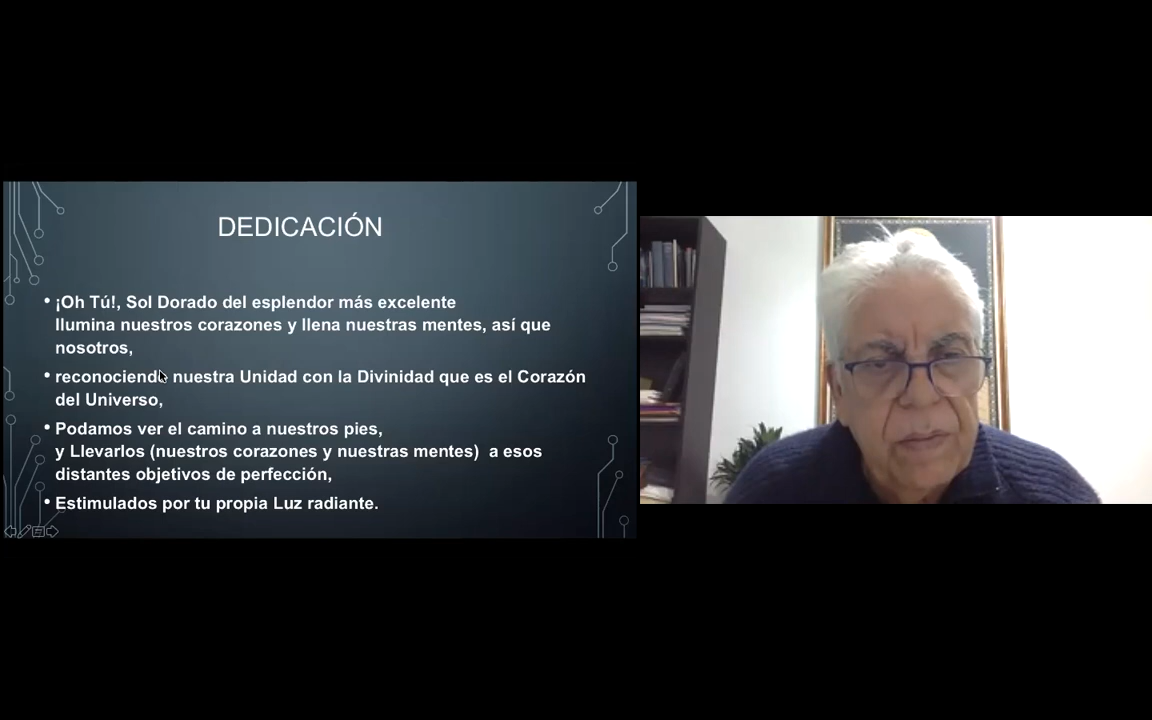 DEDICACIÓN
• ¡Oh Tú!, Sol Dorado del esplendor más excelente
Ilumina nuestros corazones y llena nuestras mentes, así que
nosotros,
• reconociendo nuestra Unidad con la Divinidad que es el Corazón
del Universo,
• Podamos ver el camino a nuestros pies,
y Llevarlos (nuestros corazones y nuestras mentes)  a esos
distantes objetivos de perfección,
• Estimulados por tu propia Luz radiante.